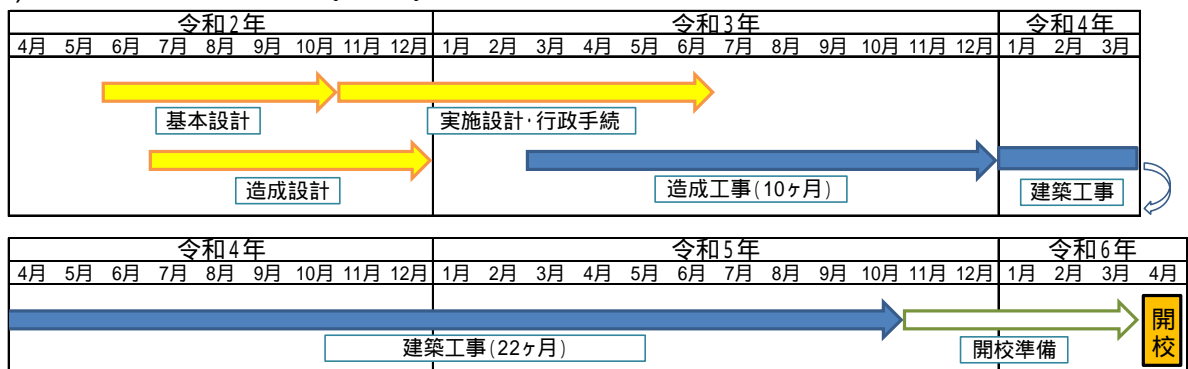 令和2年 令和3年 令和4年
4月 5月 6月 7月 8月 9月 10月 11月 12月 1月 2月 3月 4月 5月 6月 7月 8月 9月 10月 11月 12月 1月 2月 3月
基本設計 実施設計･行政手続
造成設計 造成工事(10ヶ月) 建築工事
令和4年 令和5年 令和6年
4月 5月 6月 7月 8月 9月 10月 11月 12月 1月 2月 3月 4月 5月 6月 7月 8月 9月 10月 11月 12月 1月 2月 3月 4月
開校
建築工事(22ヶ月) 開校準備